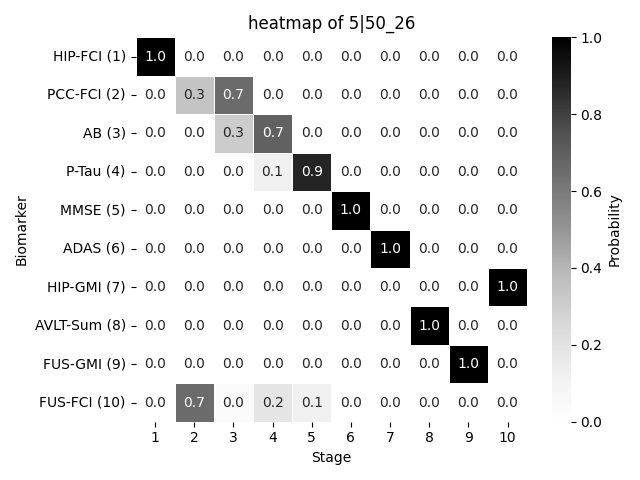 heatmap of 5|50_26
HIP-FCI (1) 1.0 0.0 0.0 0.0 0.0 0.0 0.0 0.0 0.0 0.0
PCC-FCI (2) 0.0 0.3 0.7 0.0 0.0 0.0 0.0 0.0 0.0 0.0
AB (3) 0.0 0.0 0.3 0.7 0.0 0.0 0.0 0.0 0.0 0.0
P-Tau (4) 0.0 0.0 0.0 0.1 0.9 0.0 0.0 0.0 0.0 0.0
MMSE (5) 0.0 0.0 0.0 0.0 0.0 1.0 0.0 0.0 0.0 0.0
ADAS (6) 0.0 0.0 0.0 0.0 0.0 0.0 1.0 0.0 0.0 0.0
HIP-GMI (7) 0.0 0.0 0.0 0.0 0.0 0.0 0.0 0.0 0.0 1.0
AVLT-Sum (8) 0.0 0.0 0.0 0.0 0.0 0.0 0.0 1.0 0.0 0.0
FUS-GMI (9) 0.0 0.0 0.0 0.0 0.0 0.0 0.0 0.0 1.0 0.0
FUS-FCI (10) 0.0 0.7 0.0 0.2 0.1 0.0 0.0 0.0 0.0 0.0
1 2 3 4 5 6 7 8 9 10
Stage
Biomarker
1.0
0.8
0.6
0.4
0.2
0.0
Probability